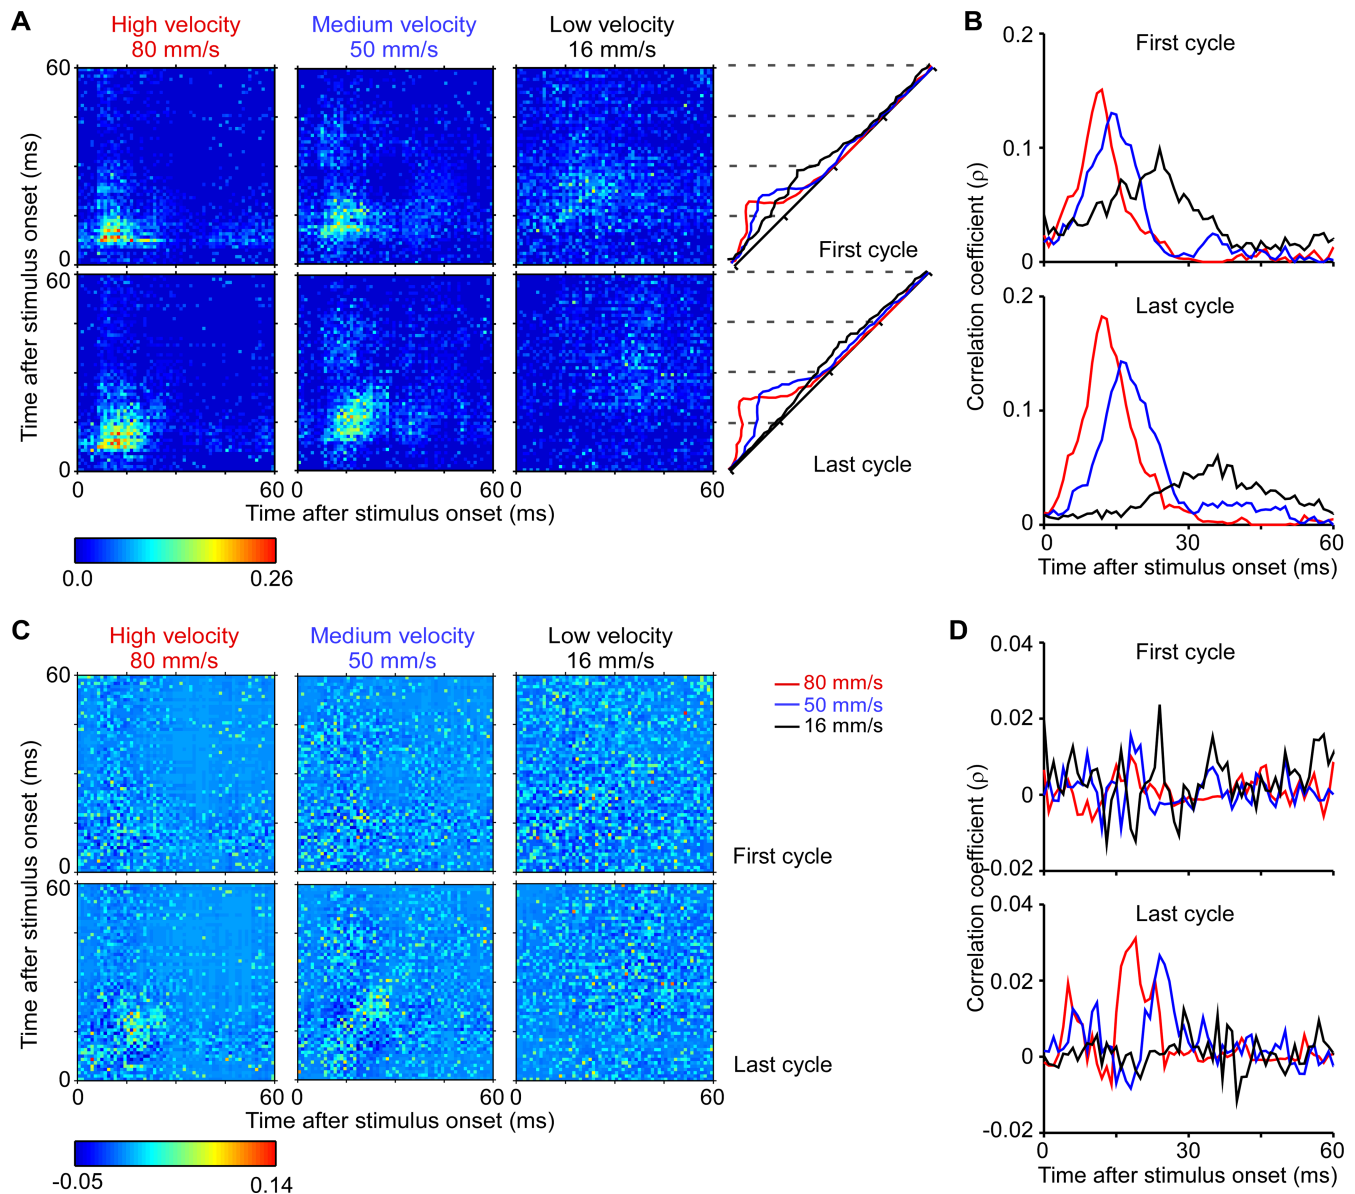 A
High velocity
80 mm/s
Medium velocity
50 mm/s
Low velocity
16 mm/s
60
0
First cycle
60
0
Last cycle
Time after stimulus onset (ms)
0
60
0
60
0
60
Time after stimulus onset (ms)
0.0
0.26
B
0.2
0.1
0
First cycle
0.2
0.1
0
Last cycle
Correlation coefficient (ρ)
0
30
60
Time after stimulus onset (ms)
C
High velocity
80 mm/s
Medium velocity
50 mm/s
Low velocity
16 mm/s
80 mm/s
50 mm/s
16 mm/s
60
0
First cycle
60
0
Last cycle
Time after stimulus onset (ms)
0
60
0
60
0
60
Time after stimulus onset (ms)
-0.05
0.14
D
0.04
0.02
0
-0.02
First cycle
0.04
0.02
0
-0.02
Last cycle
Correlation coefficient (ρ)
0
30
60
Time after stimulus onset (ms)